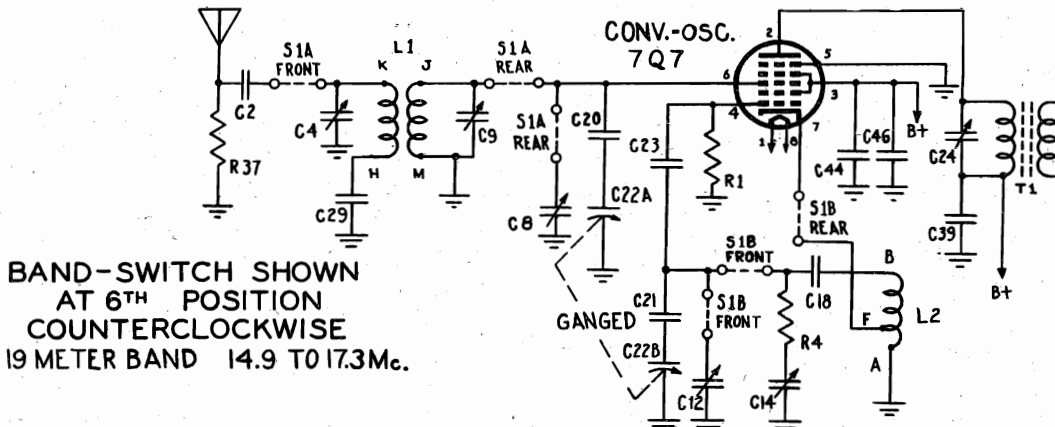 CONV.-OSC.
7Q7
S1A
FRONT
L1
K
J
S1A
REAR
2
5
6
3
4
7
1
8
C2
C4
C9
S1A
REAR
C20
C23
R37
H
M
C29
C8
C22A
R1
C44
C46
B+
C24
T1
S1B
REAR
C39
B+
S1B
FRONT
B
C18
L2
F
A
C21
GANGED
S1B
FRONT
R4
C22B
C12
C14
BAND-SWITCH SHOWN
AT 6TH POSITION
COUNTERCLOCKWISE
19 METER BAND 14.9 TO 17.3Mc.